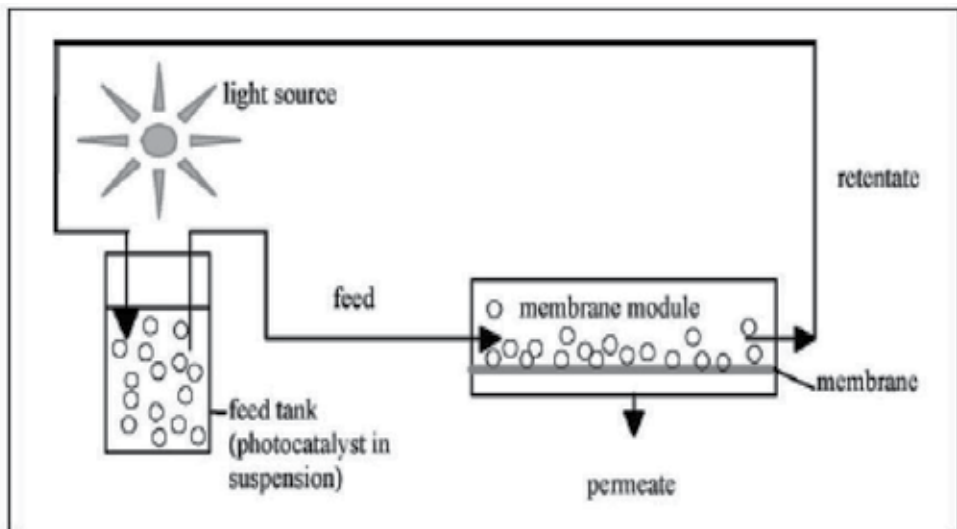 light source
retentate
feed
membrane module
membrane
feed tank
(photocatalyst in
suspension)
permeate